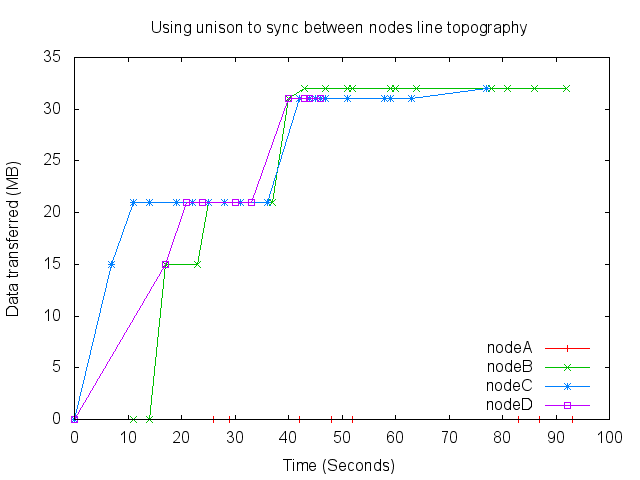 Using unison to sync between nodes line topography
Data transferred (MB)
35
30
25
20
15
10
5
0
nodeA
nodeB
nodeC
nodeD
0 10 20 30 40 50 60 70 80 90 100
Time (Seconds)